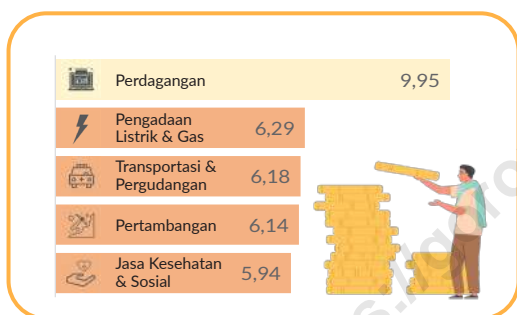 Perdagangan 9,95
Pengadaan
Listrik & Gas 6,29
Transportasi &
Pergudangan 6,18
Pertambangan 6,14
Jasa Kesehatan
& Sosial 5,94